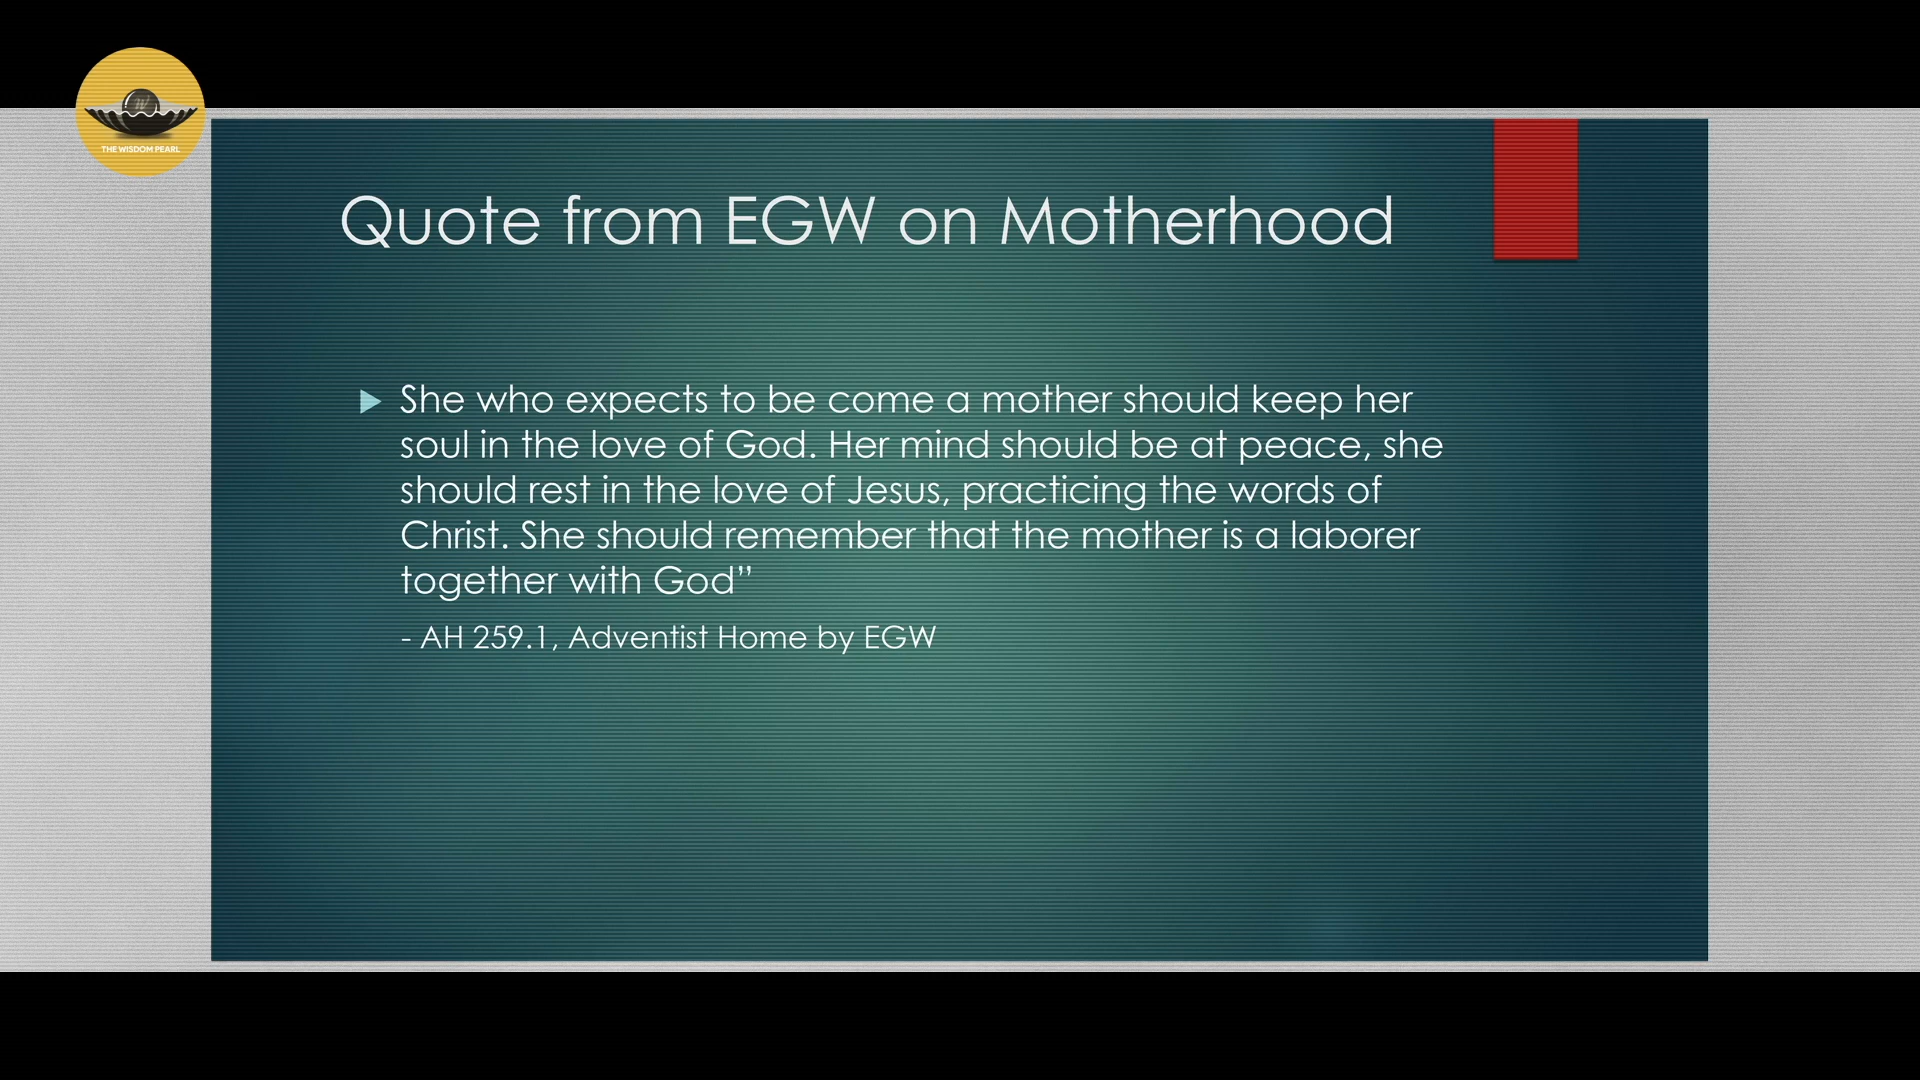 THE WISDOM PEARL
Quote from EGW on Motherhood
She who expects to be come a mother should keep her
soul in the love of God. Her mind should be at peace, she
should rest in the love of Jesus, practicing the words of
Christ. She should remember that the mother is a laborer
together with God”
- AH 259.1, Adventist Home by EGW